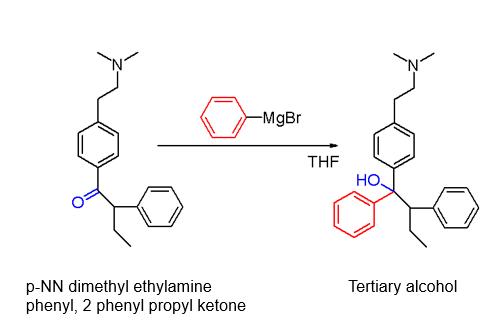 N
MgBr
THF
O
N
HO
p-NN dimethyl ethylamine
phenyl, 2 phenyl propyl ketone
Tertiary alcohol